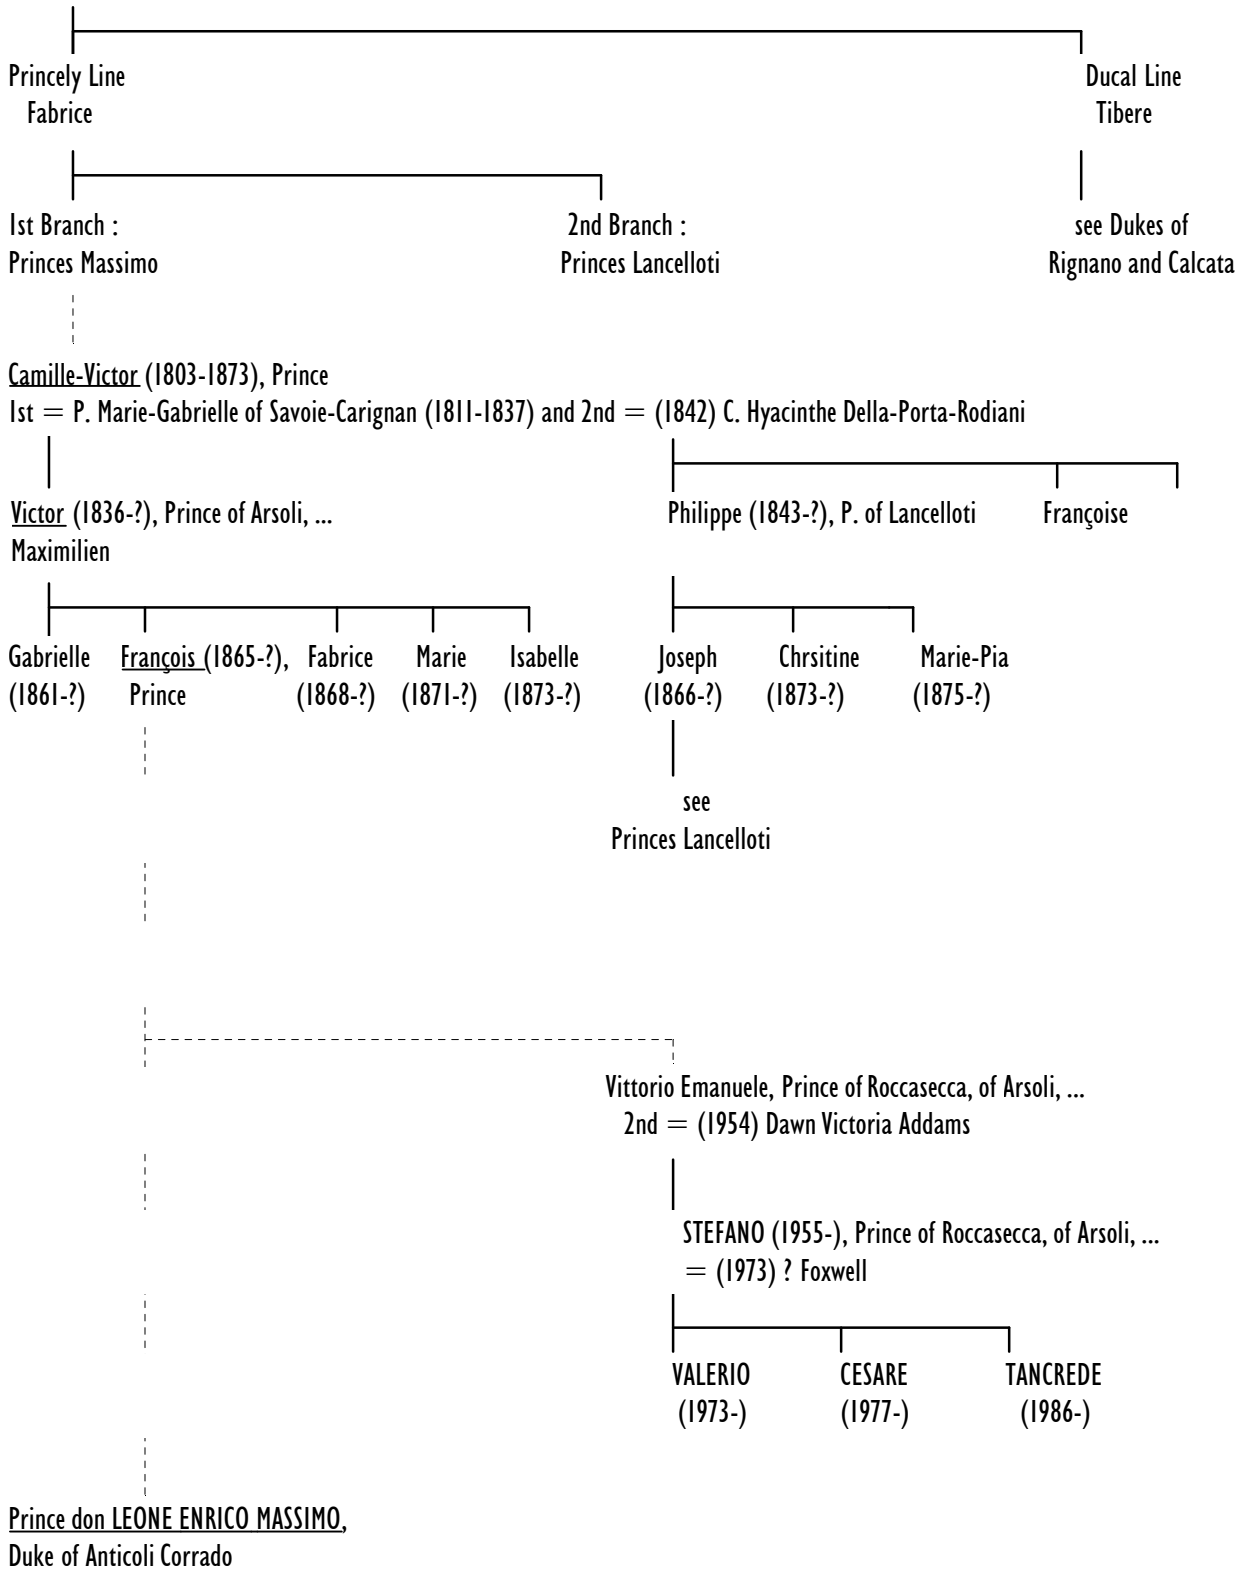 Princely Line
Ducal Line
Fabrice
Tibere
1st Branch :
2nd Branch :
see Dukes of
Princes Massimo
Princes Lancelloti
Rignano and Calcata
Camille-Victor (1803-1873), Prince
1st = P. Marie-Gabrielle of Savoie-Carignan (1811-1837) and 2nd = (1842) C. Hyacinthe Della-Porta-Rodiani
Victor (1836-?), Prince of Arsoli, ...
Philippe (1843-?), P. of Lancelloti
Françoise
Maximilien
Gabrielle
François (1865-?),
Fabrice
Marie
Isabelle
Joseph
Chrsitine
Marie-Pia
(1861-?)
Prince
(1868-?)
(1871-?)
(1873-?)
(1866-?)
(1873-?)
(1875-?)
see
Princes Lancelloti
Vittorio Emanuele, Prince of Roccasecca, of Arsoli, ...
2nd = (1954) Dawn Victoria Addams
STEFANO (1955-), Prince of Roccasecca, of Arsoli, ...
= (1973) ? Foxwell
VALERIO
CESARE
TANCREDE
(1973-)
(1977-)
(1986-)
Prince don LEONE ENRICO MASSIMO,
Duke of Anticoli Corrado